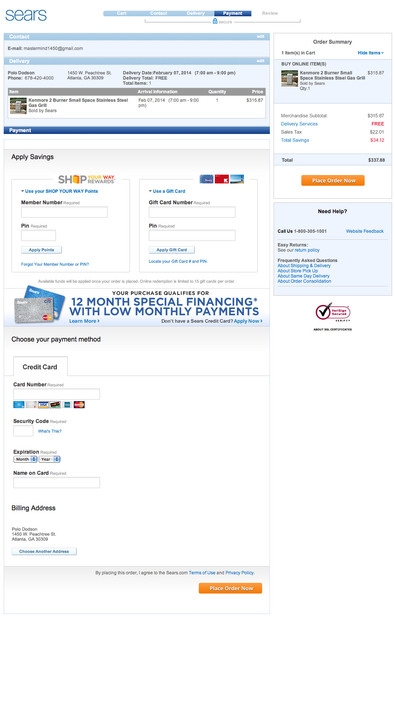 sears
Cart Contact Delivery Payment Review
SECURE
Contact edit
E-mail: mastermind1450@gmail.com
Delivery edit
Polo Dodson
Phone: 678-420-4000
1450 W. Peachtree St.
Atlanta, GA 30309
Delivery Date: February 07, 2014 (7:00 am - 9:00 pm)
Delivery Total: FREE
Total Items: 1
Item Arrival Information Quantity Price
Kenmore 2 Burner Small Space Stainless Steel Gas Grill
Sold by Sears
Feb 07, 2014 (7:00 am - 9:00 pm)
1
$315.87
Payment
Apply Savings
SHOP YOUR WAY REWARDS
Use your SHOP YOUR WAY Points
Member Number Required
Pin Required
Apply Points
Forgot Your Member Number or PIN?
Use a Gift Card
Gift Card Number Required
Pin Required
Apply Gift Card
Locate your Gift Card # and PIN.
Available funds will be applied once your order is placed. Online redemption is limited to 15 gift cards per order.
YOUR PURCHASE QUALIFIES FOR
12 MONTH SPECIAL FINANCING*
WITH LOW MONTHLY PAYMENTS
Learn More
Don't have a Sears Credit Card? Apply Now
Choose your payment method
Credit Card
Card Number Required
Security Code Required
What's This?
Expiration Required
Month Year
Name on Card Required
Billing Address
Polo Dodson
1450 W. Peachtree St.
Atlanta, GA 30309
Choose Another Address
By placing this order, I agree to the Sears.com Terms of Use and Privacy Policy
Place Order Now
Order Summary
1 Item(s) in Cart Hide Items
BUY ONLINE ITEM(S)
Kenmore 2 Burner Small Space Stainless Steel Gas Grill
Sold by Sears
Qty:1
$315.87
Merchandise Subtotal: $315.87
Delivery Services FREE
Sales Tax $22.01
Total Savings $34.12
Total $337.88
Place Order Now
Need Help?
Call Us 1-800-305-1001 Website Feedback
Easy Returns:
See our return policy
Frequently Asked Questions
About Shipping & Delivery
About Store Pick Up
About Same Day Delivery
About Order Consolidation
VeriSign
Secured
VERIFY
ABOUT SSL CERTIFICATES